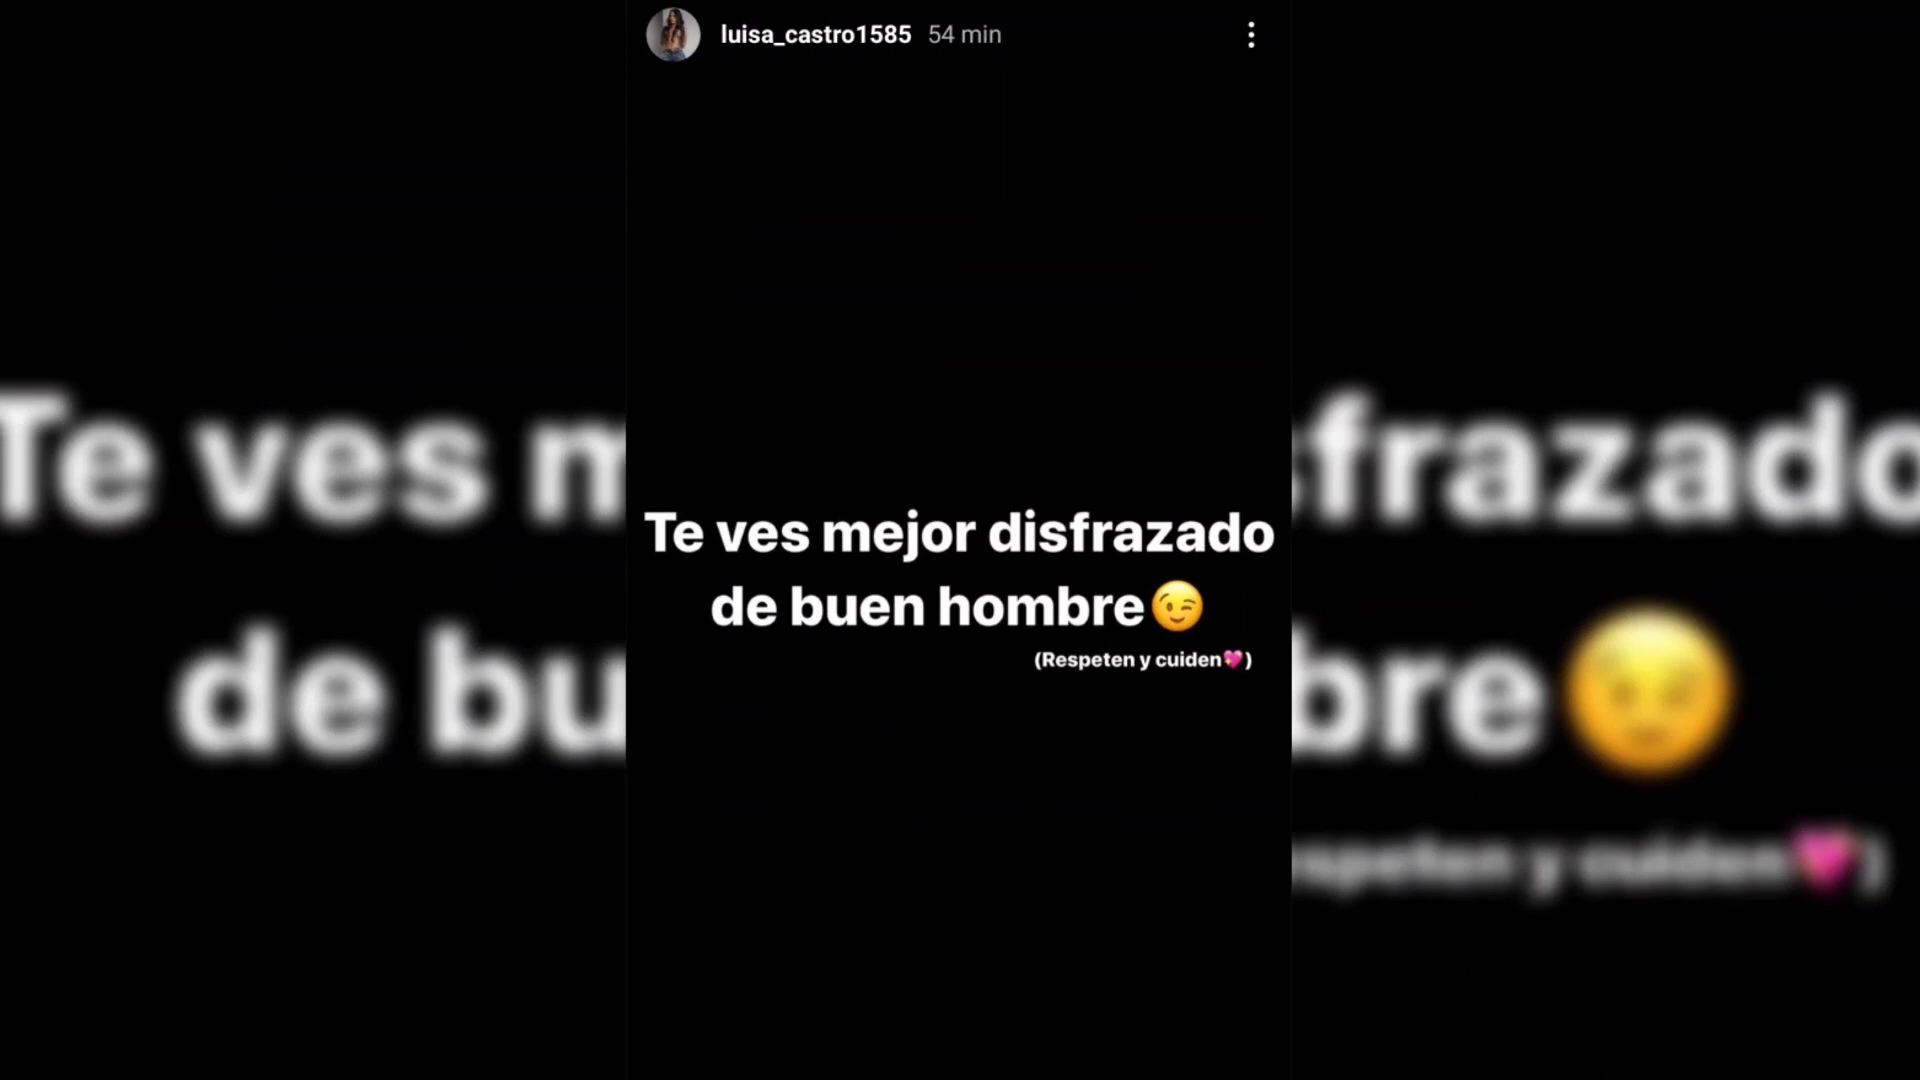 luisa_castro1585 54 min
Te ves mejor disfrazado
de buen hombre😉
(Respeten y cuiden💖)